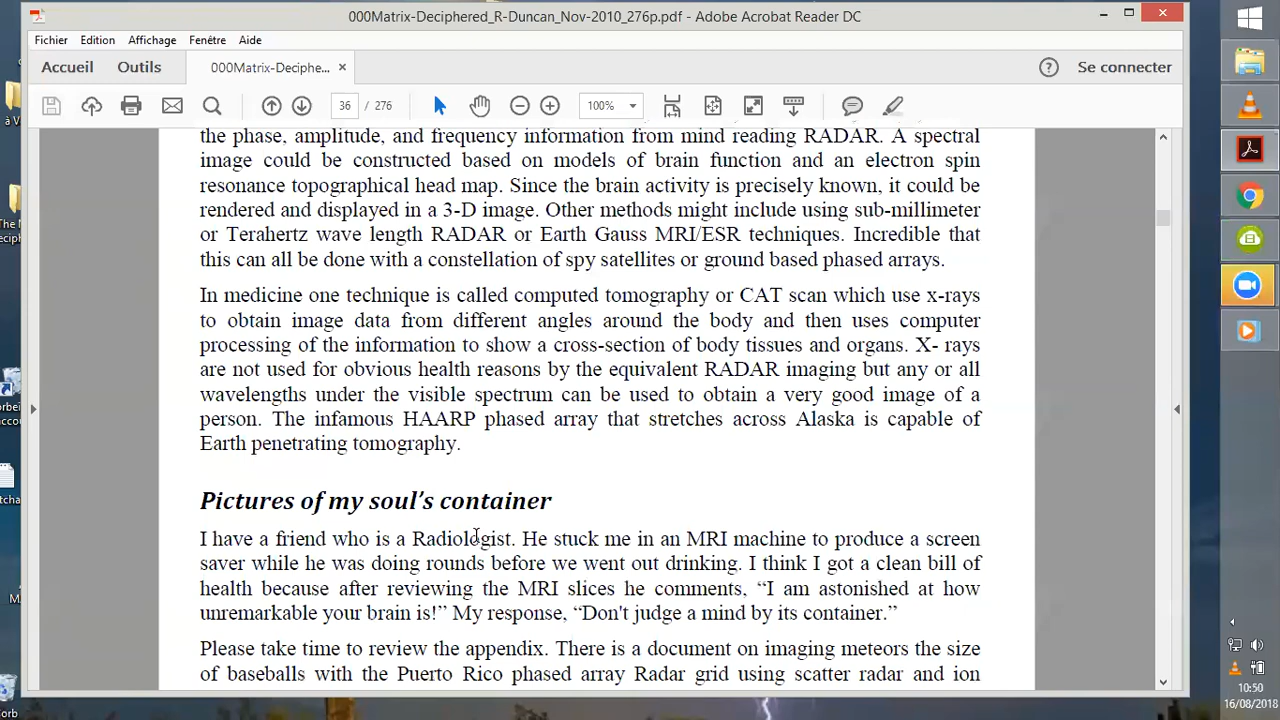 000Matrix-Deciphered_R-Duncan_Nov-2010_276p.pdf - Adobe Acrobat Reader DC
Fichier Edition Affichage Fenêtre Aide
Accueil Outils 000Matrix-Deciphe... × Se connecter
36 / 276 100%
the phase, amplitude, and frequency information from mind reading RADAR. A spectral
image could be constructed based on models of brain function and an electron spin
resonance topographical head map. Since the brain activity is precisely known, it could be
rendered and displayed in a 3-D image. Other methods might include using sub-millimeter
or Terahertz wave length RADAR or Earth Gauss MRI/ESR techniques. Incredible that
this can all be done with a constellation of spy satellites or ground based phased arrays.
In medicine one technique is called computed tomography or CAT scan which use x-rays
to obtain image data from different angles around the body and then uses computer
processing of the information to show a cross-section of body tissues and organs. X- rays
are not used for obvious health reasons by the equivalent RADAR imaging but any or all
wavelengths under the visible spectrum can be used to obtain a very good image of a
person. The infamous HAARP phased array that stretches across Alaska is capable of
Earth penetrating tomography.
Pictures of my soul's container
I have a friend who is a Radiologist. He stuck me in an MRI machine to produce a screen
saver while he was doing rounds before we went out drinking. I think I got a clean bill of
health because after reviewing the MRI slices he comments, “I am astonished at how
unremarkable your brain is!” My response, “Don't judge a mind by its container.”
Please take time to review the appendix. There is a document on imaging meteors the size
of baseballs with the Puerto Rico phased array Radar grid using scatter radar and ion
10:50
16/08/2018